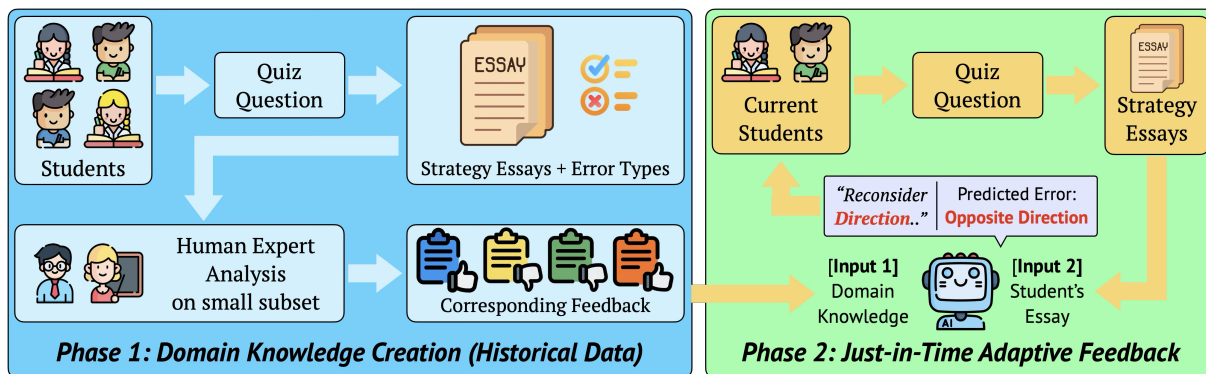 Students
Quiz
Question
ESSAY
Strategy Essays + Error Types
Human Expert
Analysis
on small subset
Corresponding Feedback
Phase 1: Domain Knowledge Creation (Historical Data)
Current
Students
Quiz
Question
ESSAY
Strategy
Essays
“Reconsider
Direction..”
Predicted Error:
Opposite Direction
[Input 1]
Domain
Knowledge
AI
[Input 2]
Student’s
Essay
Phase 2: Just-in-Time Adaptive Feedback